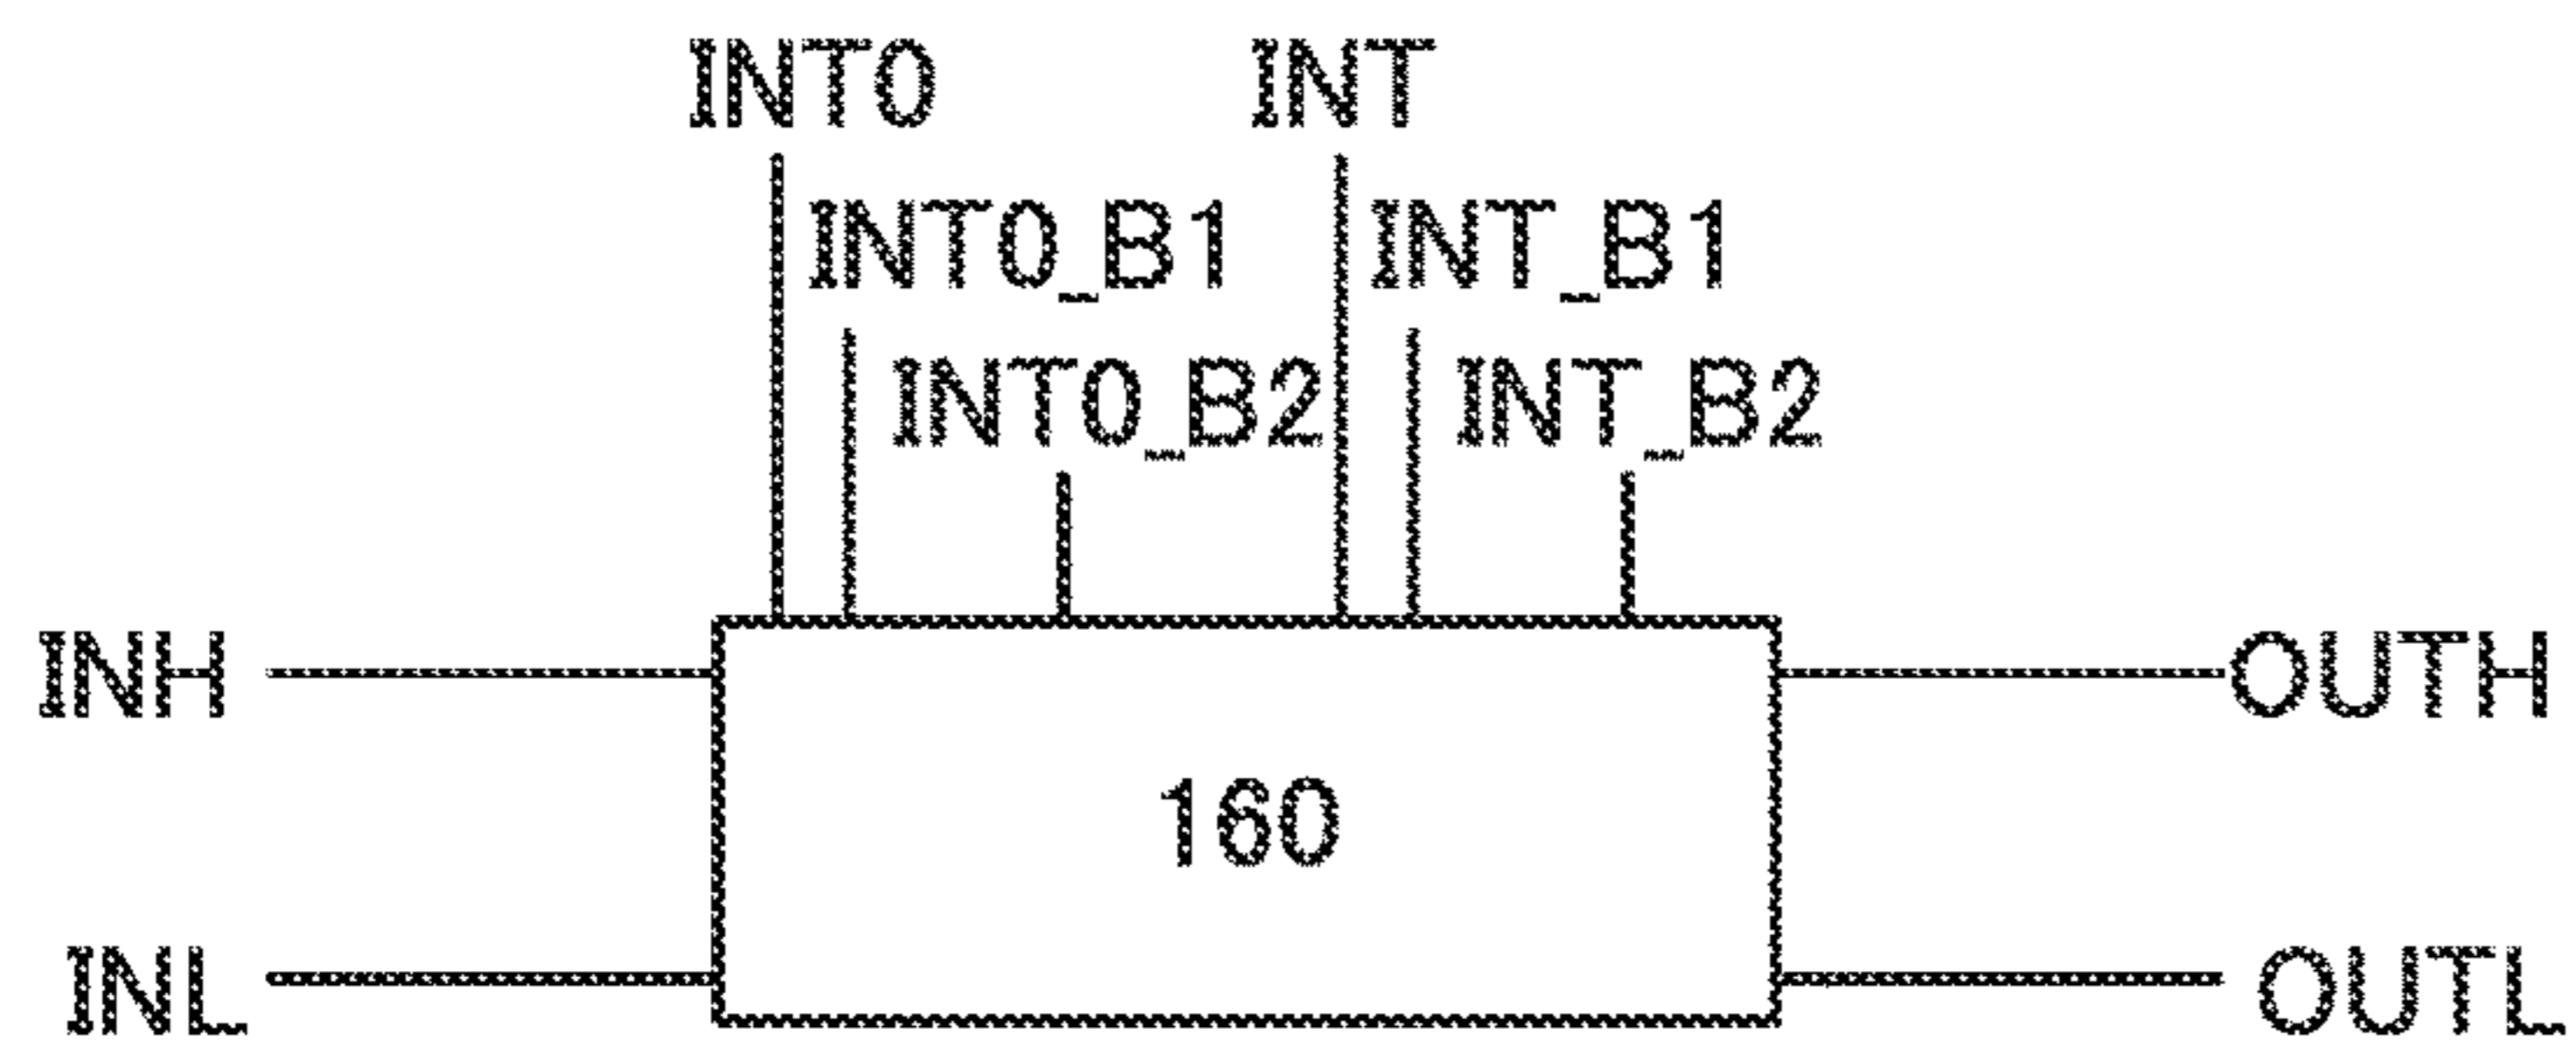 INT0 INT
INT0_B1 INT_B1
INT0_B2 INT_B2
INH OUTH
160
INL OUTL